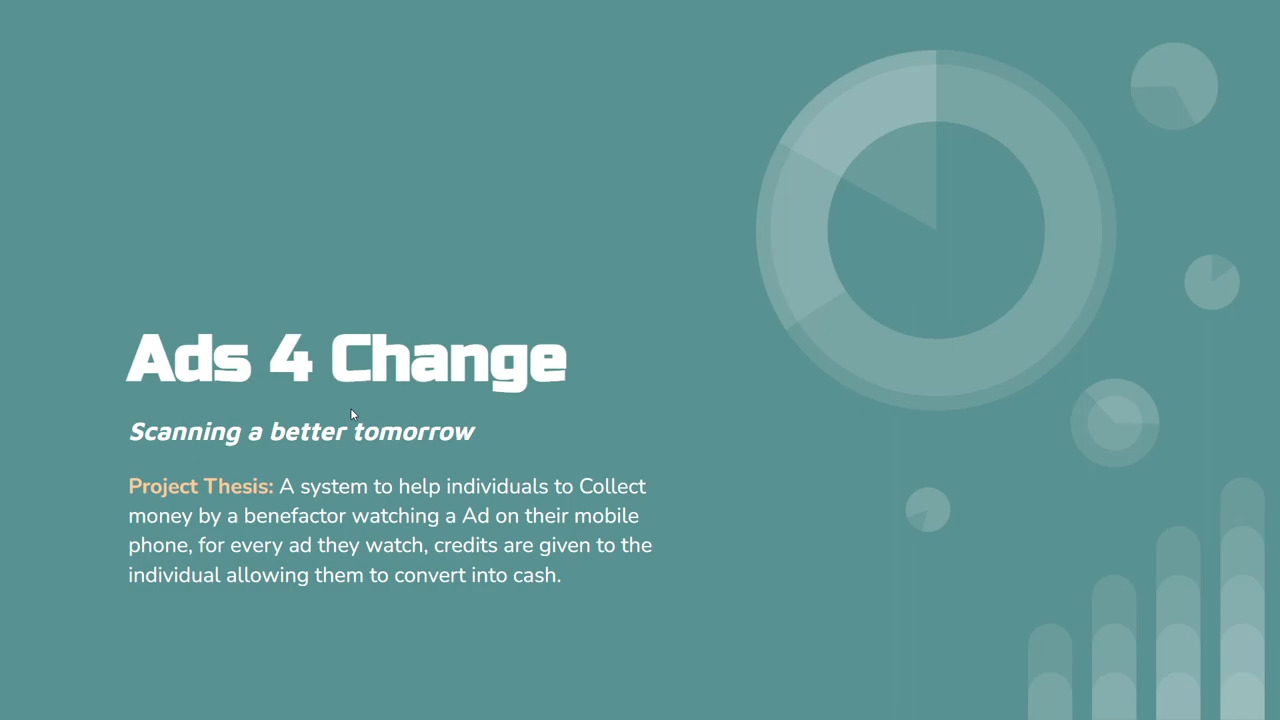 Ads 4 Change
Scanning a better tomorrow
Project Thesis: A system to help individuals to Collect
money by a benefactor watching a Ad on their mobile
phone, for every ad they watch, credits are given to the
individual allowing them to convert into cash.